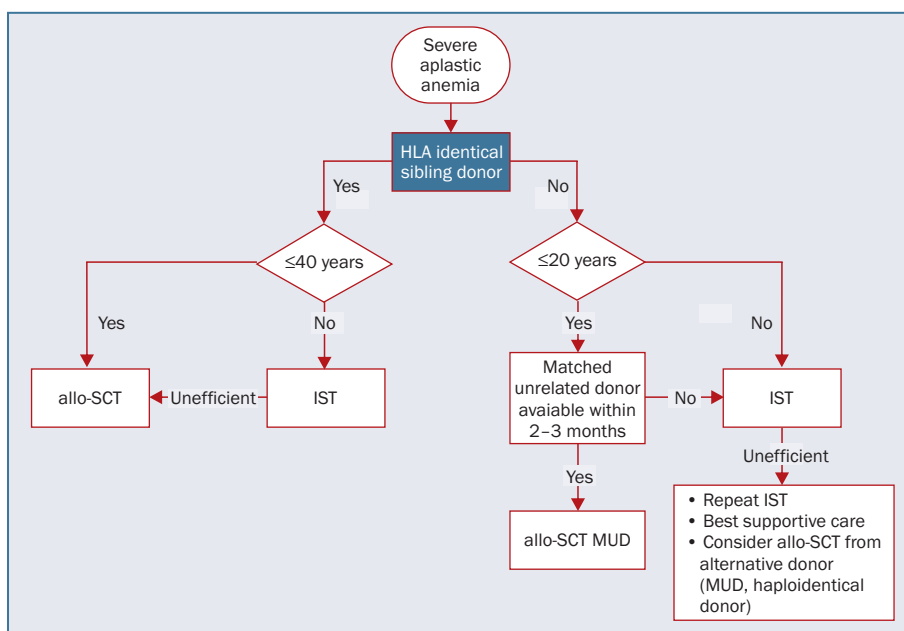 Severe
aplastic
anemia
HLA identical
sibling donor
Yes
No
≤40 years
≤20 years
Yes
No
Yes
No
allo-SCT
Unefficient
IST
Matched
unrelated donor
avaiable within
2–3 months
No
IST
Yes
Unefficient
allo-SCT MUD
• Repeat IST
• Best supportive care
• Consider allo-SCT from
alternative donor
(MUD, haploidentical
donor)